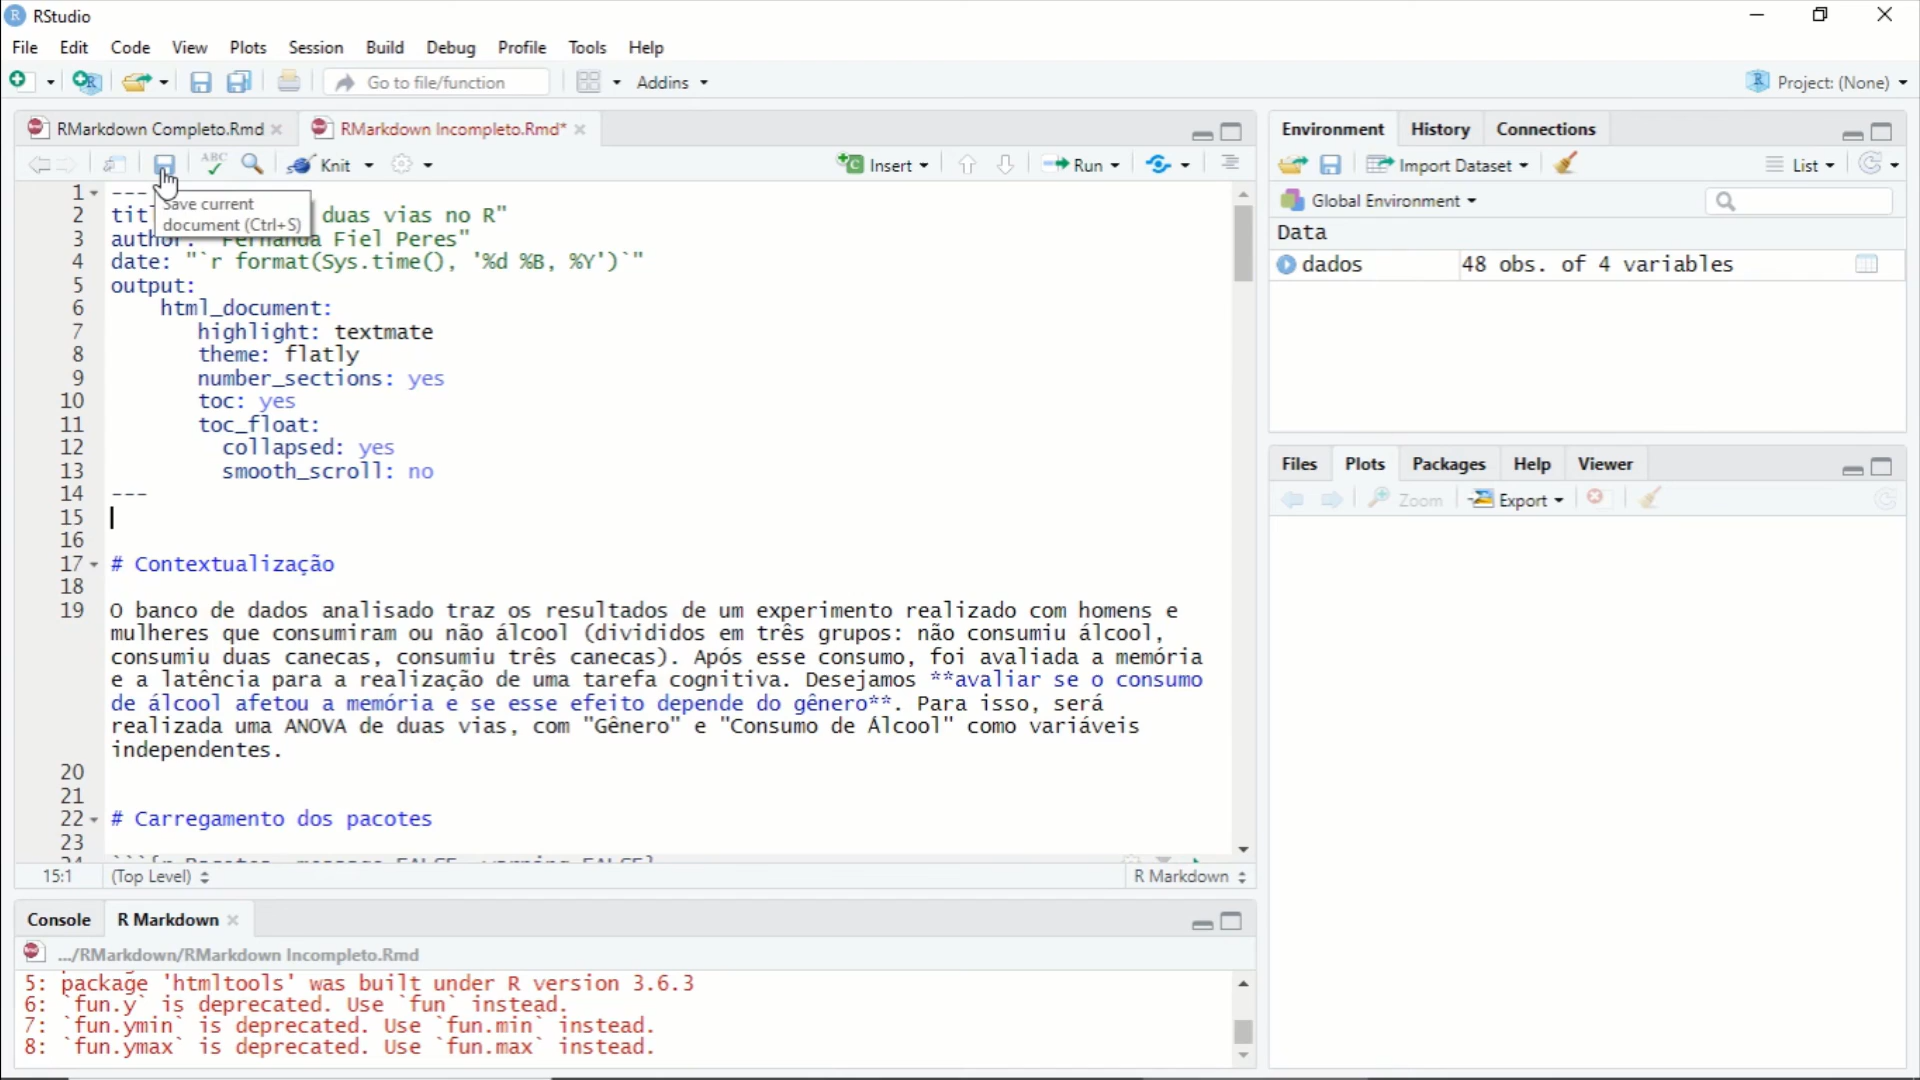 RStudio
File Edit Code View Plots Session Build Debug Profile Tools Help
Go to file/function Addins Project: (None)
RMarkdown Completo.Rmd RMarkdown Incompleto.Rmd*
ABC Knit Insert Run
Save current
document (Ctrl+S)
1 ---
2 tit duas vias no R"
3 author: "Fernanda Fiel Peres"
4 date: "`r format(Sys.time(), '%d %B, %Y')`"
5 output:
6 html_document:
7 highlight: textmate
8 theme: flatly
9 number_sections: yes
10 toc: yes
11 toc_float:
12 collapsed: yes
13 smooth_scroll: no
14 ---
15
16
17 # Contextualização
18
19 O banco de dados analisado traz os resultados de um experimento realizado com homens e
mulheres que consumiram ou não álcool (divididos em três grupos: não consumiu álcool,
consumiu duas canecas, consumiu três canecas). Após esse consumo, foi avaliada a memória
e a latência para a realização de uma tarefa cognitiva. Desejamos **avaliar se o consumo
de álcool afetou a memória e se esse efeito depende do gênero**. Para isso, será
realizada uma ANOVA de duas vias, com "Gênero" e "Consumo de Álcool" como variáveis
independentes.
20
21
22 # Carregamento dos pacotes
23
15:1 (Top Level) R Markdown
Console R Markdown
.../RMarkdown/RMarkdown Incompleto.Rmd
5: package 'htmltools' was built under R version 3.6.3
6: `fun.y` is deprecated. Use `fun` instead.
7: `fun.ymin` is deprecated. Use `fun.min` instead.
8: `fun.ymax` is deprecated. Use `fun.max` instead.
Environment History Connections
Import Dataset List
Global Environment
Data
dados 48 obs. of 4 variables
Files Plots Packages Help Viewer
Zoom Export